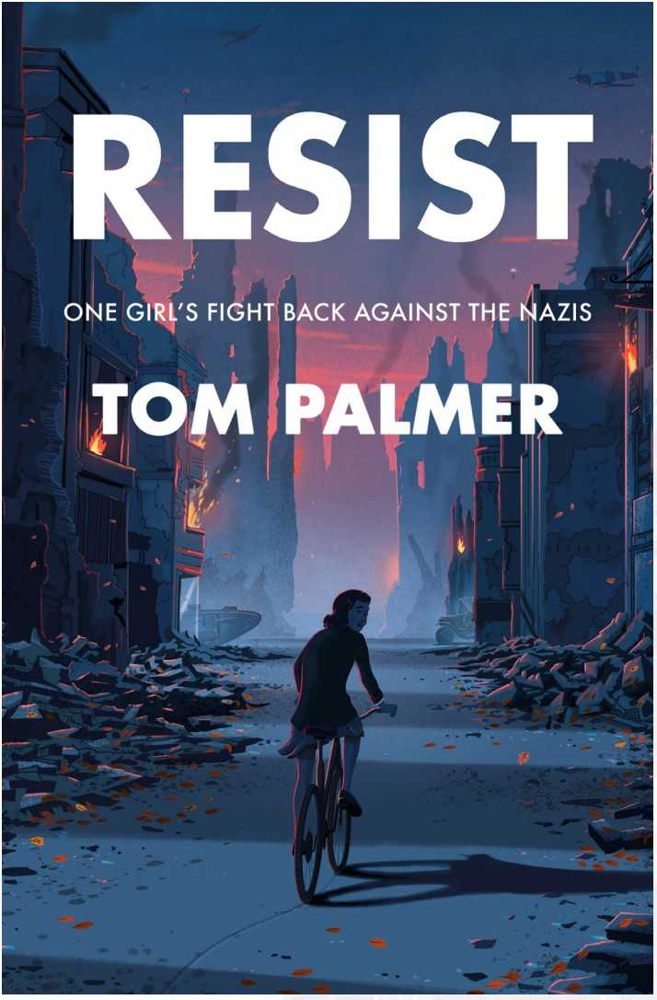 RESIST
ONE GIRL'S FIGHT BACK AGAINST THE NAZIS
TOM PALMER